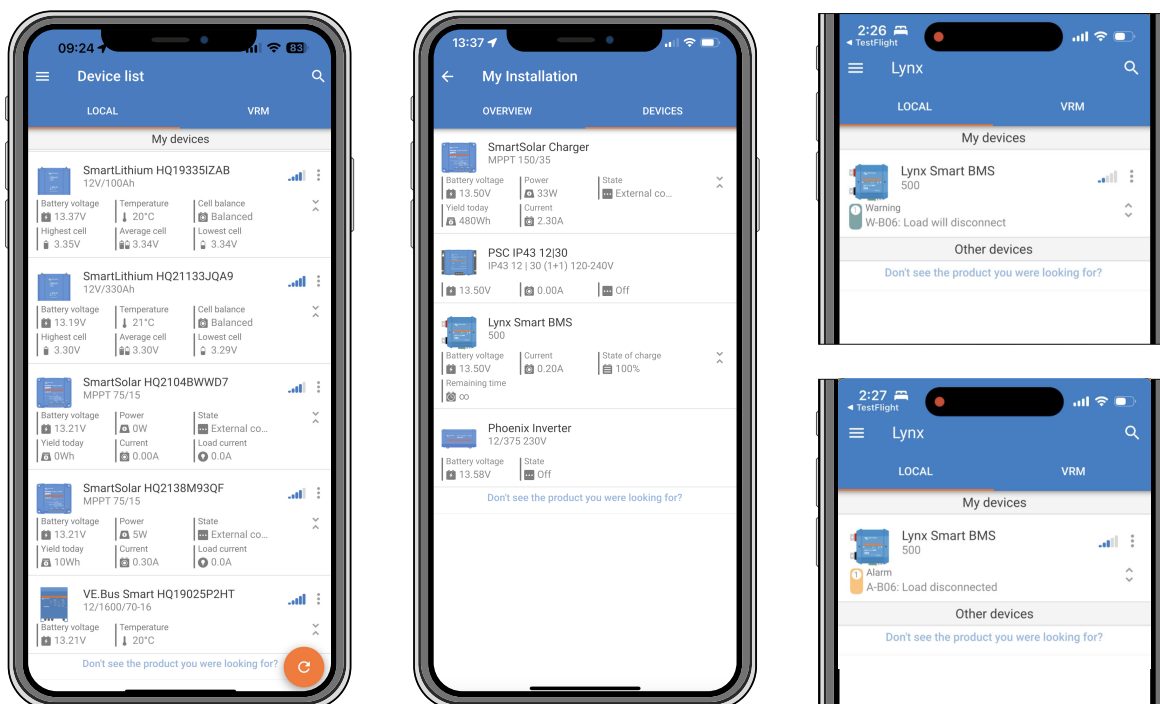 09:24
83
Device list
LOCAL VRM
My devices
SmartLithium HQ19335IZAB
12V/100Ah
Battery voltage Temperature Cell balance
13.37V 20°C Balanced
Highest cell Average cell Lowest cell
3.35V 3.34V 3.34V
SmartLithium HQ21133JQA9
12V/330Ah
Battery voltage Temperature Cell balance
13.19V 21°C Balanced
Highest cell Average cell Lowest cell
3.30V 3.30V 3.29V
SmartSolar HQ2104BWWD7
MPPT 75/15
Battery voltage Power State
13.21V 0W External co...
Yield today Current Load current
0Wh 0.00A 0.0A
SmartSolar HQ2138M93QF
MPPT 75/15
Battery voltage Power State
13.21V 5W External co...
Yield today Current Load current
10Wh 0.30A 0.0A
VE.Bus Smart HQ19025P2HT
12/1600/70-16
Battery voltage Temperature
13.21V 20°C
Don't see the product you were looking for?
13:37
My Installation
OVERVIEW DEVICES
SmartSolar Charger
MPPT 150/35
Battery voltage Power State
13.50V 33W External co...
Yield today Current
480Wh 2.30A
PSC IP43 12|30
IP43 12 | 30 (1+1) 120-240V
13.50V 0.00A Off
Lynx Smart BMS
500
Battery voltage Current State of charge
13.50V 0.20A 100%
Remaining time
∞
Phoenix Inverter
12/375 230V
Battery voltage State
13.58V Off
Don't see the product you were looking for?
2:26
◀ TestFlight
Lynx
LOCAL VRM
My devices
Lynx Smart BMS
500
1 Warning
W-B06: Load will disconnect
Other devices
Don't see the product you were looking for?
2:27
◀ TestFlight
Lynx
LOCAL VRM
My devices
Lynx Smart BMS
500
1 Alarm
A-B06: Load disconnected
Other devices
Don't see the product you were looking for?